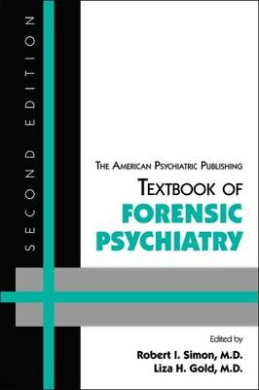 SECOND EDITION
THE AMERICAN PSYCHIATRIC PUBLISHING
TEXTBOOK OF
FORENSIC
PSYCHIATRY
Edited by
Robert I. Simon, M.D.
Liza H. Gold, M.D.